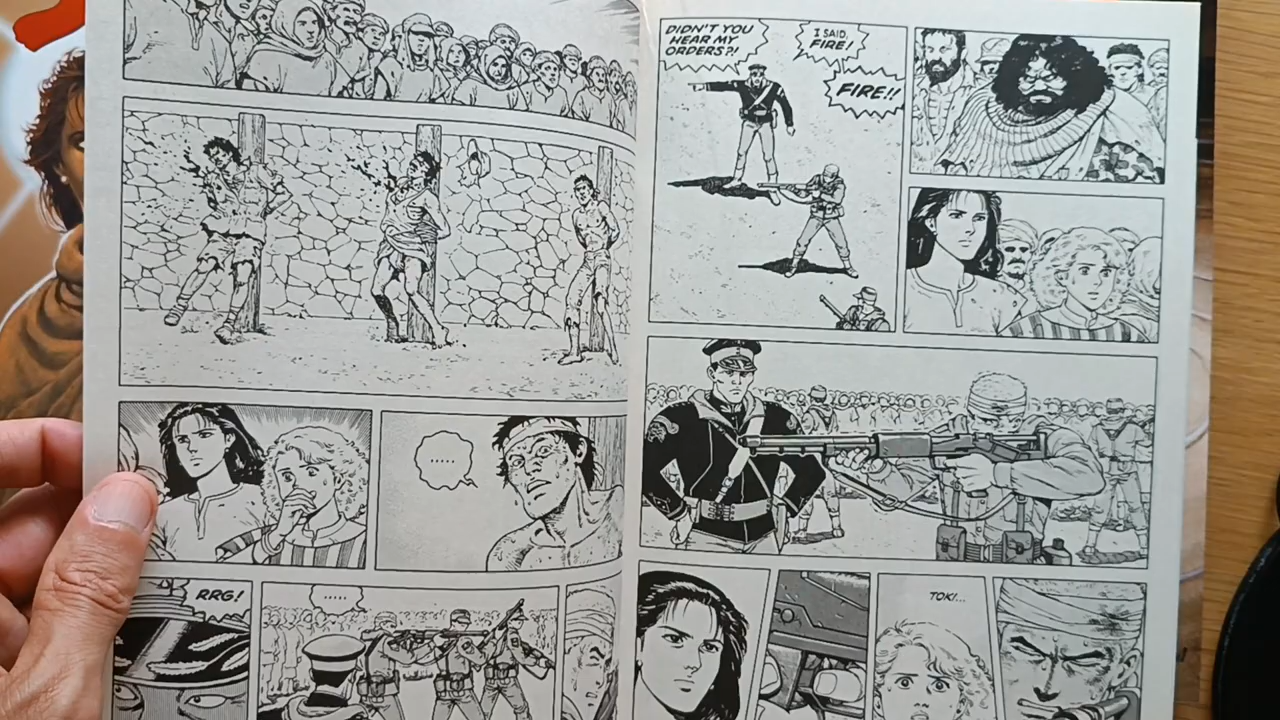 .....
RRG!
.....
DIDN'T YOU
HEAR MY
ORDERS?!
I SAID,
FIRE!
FIRE!!
TOKI...